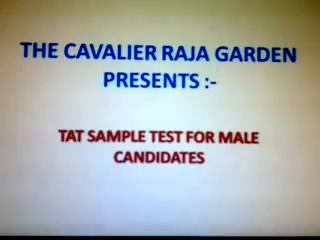 THE CAVALIER RAJA GARDEN
PRESENTS :-
TAT SAMPLE TEST FOR MALE
CANDIDATES